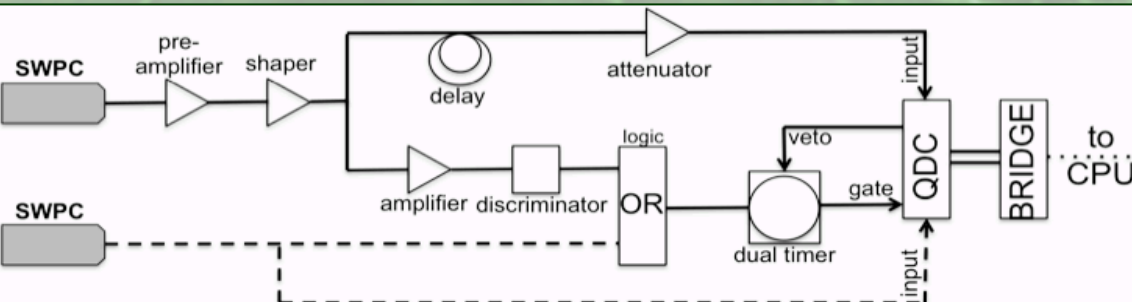 SWPC
pre-
amplifier
shaper
delay
attenuator
input
amplifier
discriminator
logic
OR
veto
gate
dual timer
QDC
BRIDGE
to
CPU
SWPC
input